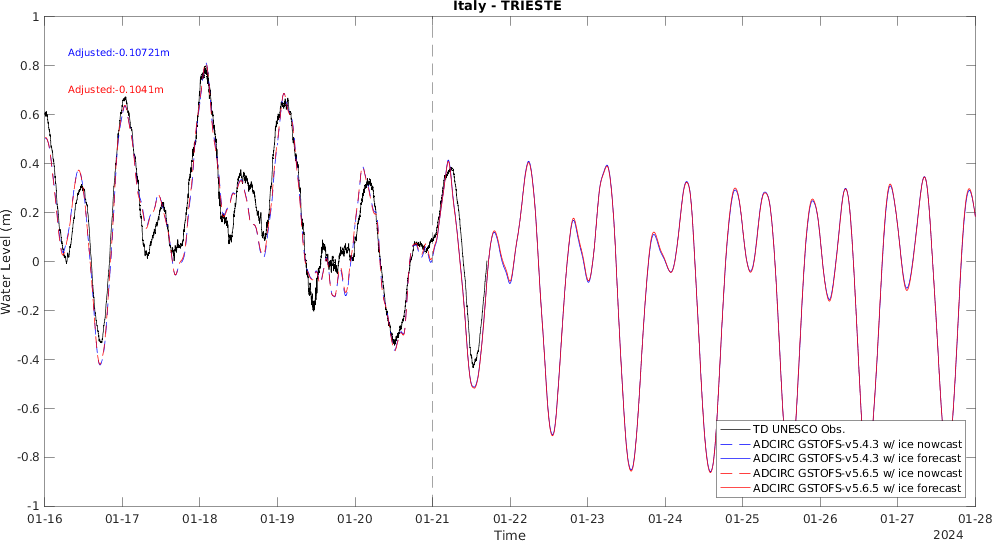 Italy - TRIESTE
Adjusted:-0.10721m
Adjusted:-0.1041m
Water Level (m)
1
0.8
0.6
0.4
0.2
0
-0.2
-0.4
-0.6
-0.8
-1
TD UNESCO Obs.
ADCIRC GSTOFS-v5.4.3 w/ ice nowcast
ADCIRC GSTOFS-v5.4.3 w/ ice forecast
ADCIRC GSTOFS-v5.6.5 w/ ice nowcast
ADCIRC GSTOFS-v5.6.5 w/ ice forecast
01-16 01-17 01-18 01-19 01-20 01-21 01-22 01-23 01-24 01-25 01-26 01-27 01-28
Time
2024